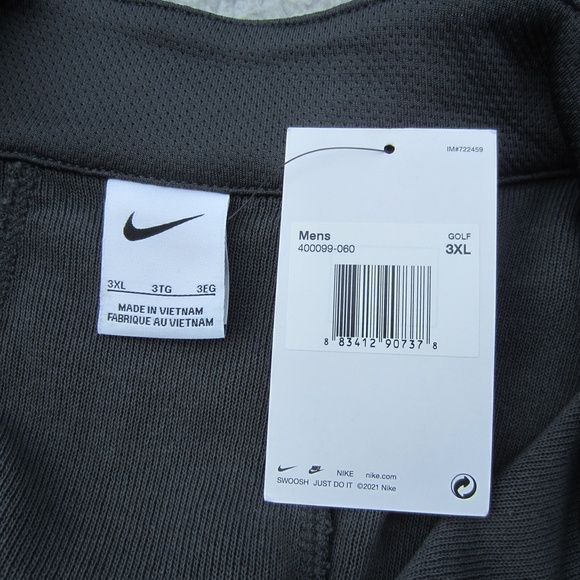 IM#722459
Mens GOLF
400099-060 3XL
8 83412 90737 8
3XL 3TG 3EG
MADE IN VIETNAM
FABRIQUE AU VIETNAM
NIKE nike.com
SWOOSH JUST DO IT ©2021 Nike